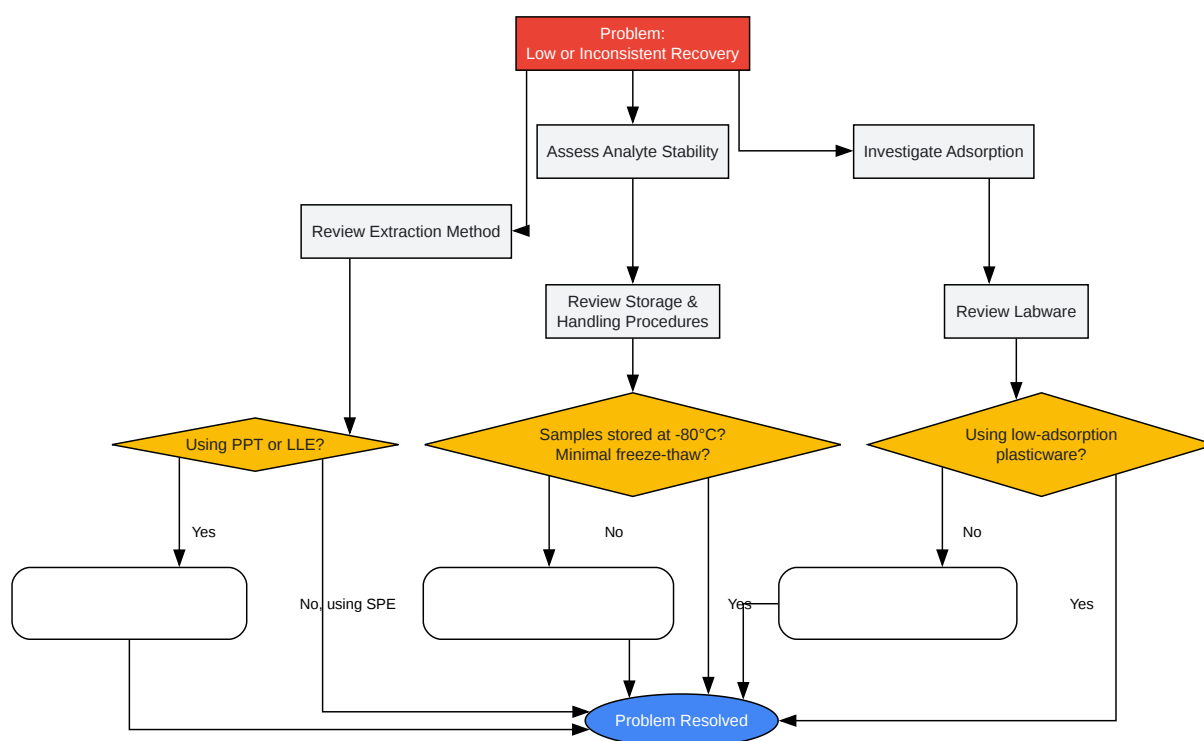 Problem:
Low or Inconsistent Recovery
Assess Analyte Stability
Investigate Adsorption
Review Extraction Method
Review Storage &
Handling Procedures
Review Labware
Using PPT or LLE?
Samples stored at -80°C?
Minimal freeze-thaw?
Using low-adsorption
plasticware?
Yes
No
No
No, using SPE
Yes
Yes
Problem Resolved